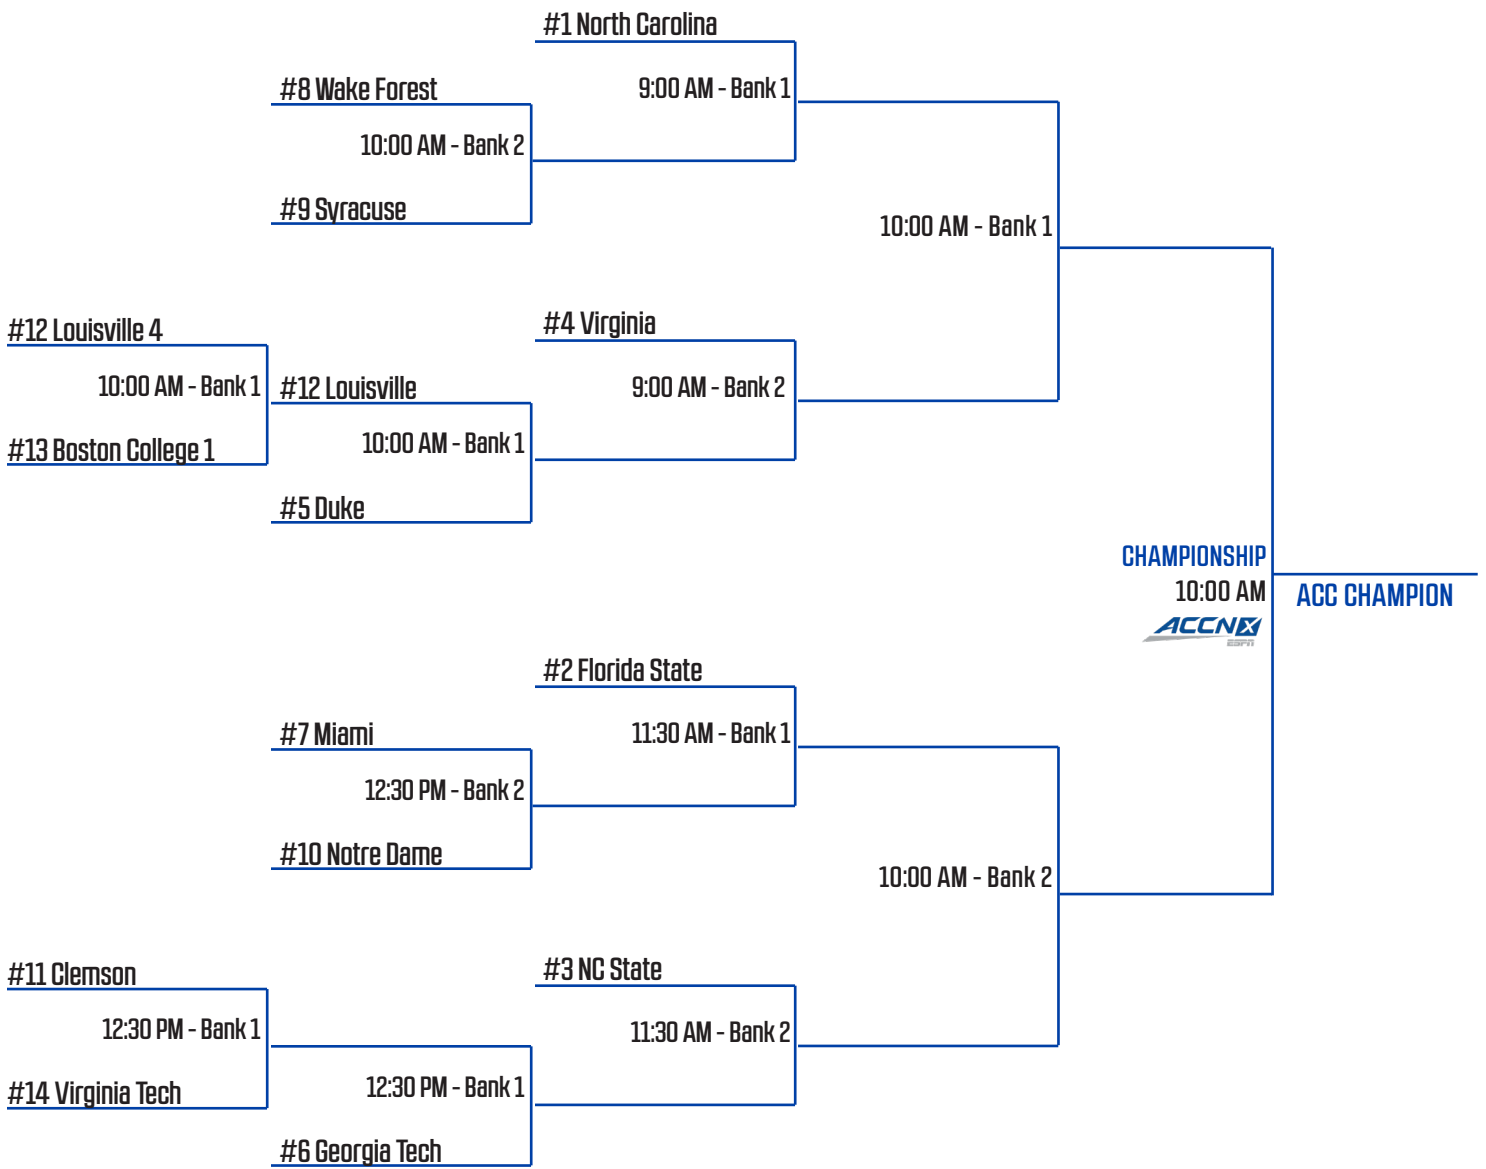 #1 North Carolina
9:00 AM - Bank 1
#8 Wake Forest
10:00 AM - Bank 2
#9 Syracuse
10:00 AM - Bank 1
#12 Louisville 4
10:00 AM - Bank 1
#13 Boston College 1
#12 Louisville
10:00 AM - Bank 1
#5 Duke
#4 Virginia
9:00 AM - Bank 2
CHAMPIONSHIP
10:00 AM
ACCNX
ESPN
ACC CHAMPION
#2 Florida State
11:30 AM - Bank 1
#7 Miami
12:30 PM - Bank 2
#10 Notre Dame
10:00 AM - Bank 2
#11 Clemson
12:30 PM - Bank 1
#14 Virginia Tech
#3 NC State
11:30 AM - Bank 2
12:30 PM - Bank 1
#6 Georgia Tech